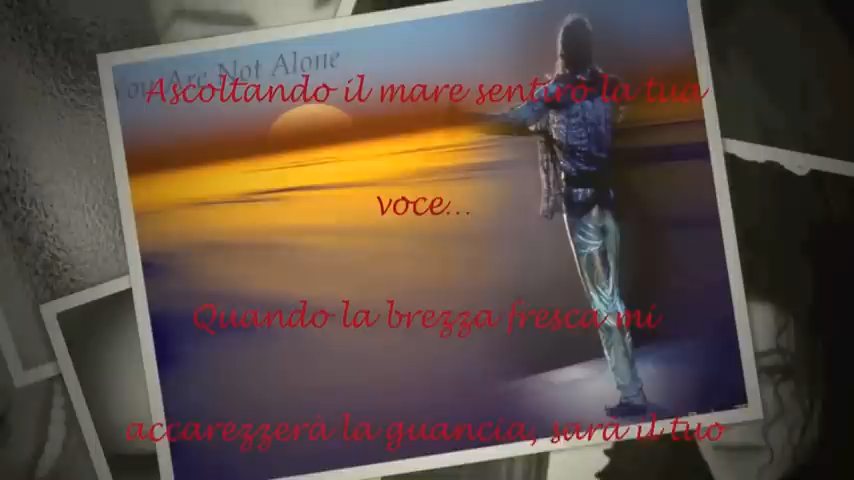 You Are Not Alone
Ascoltando il mare sentirò la tua
voce...
Quando la brezza fresca mi
accarezzerà la guancia, sarà il tuo